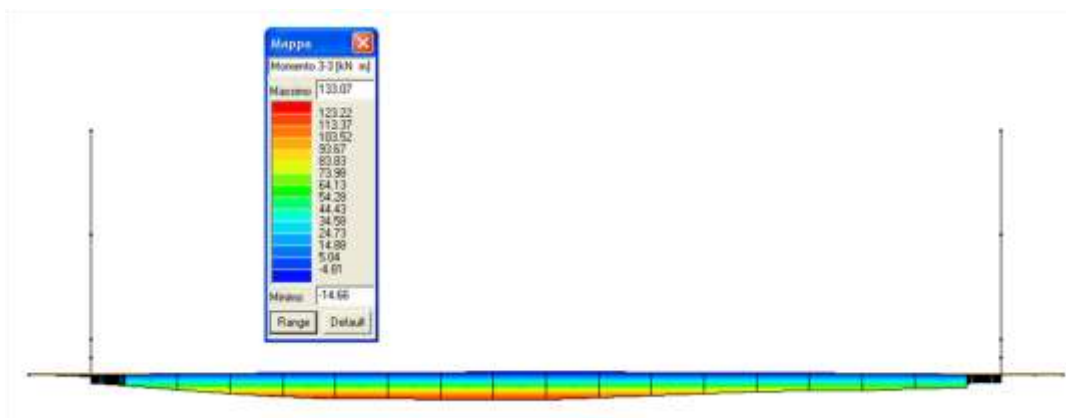 Mappa
Momento 3-3 [kN m]
Massimo 133.07
123.22
113.37
103.52
93.67
83.83
73.98
64.13
54.28
44.43
34.58
24.73
14.88
5.04
-4.81
Minimo -14.66
Range Default